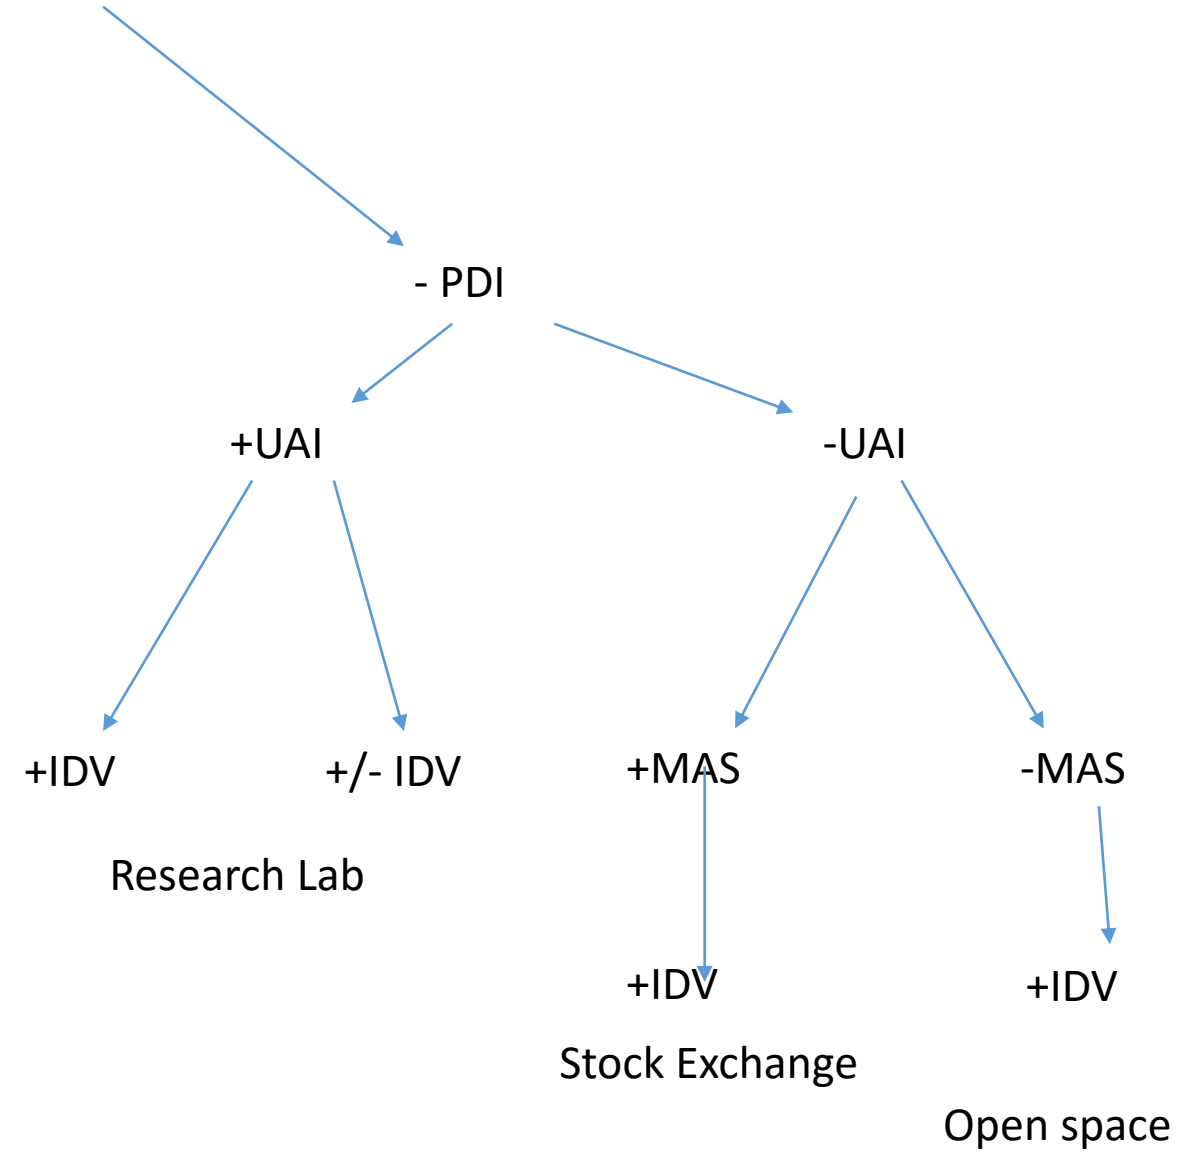 - PDI
+UAI
-UAI
+IDV
+/- IDV
+MAS
-MAS
Research Lab
+IDV
+IDV
Stock Exchange
Open space